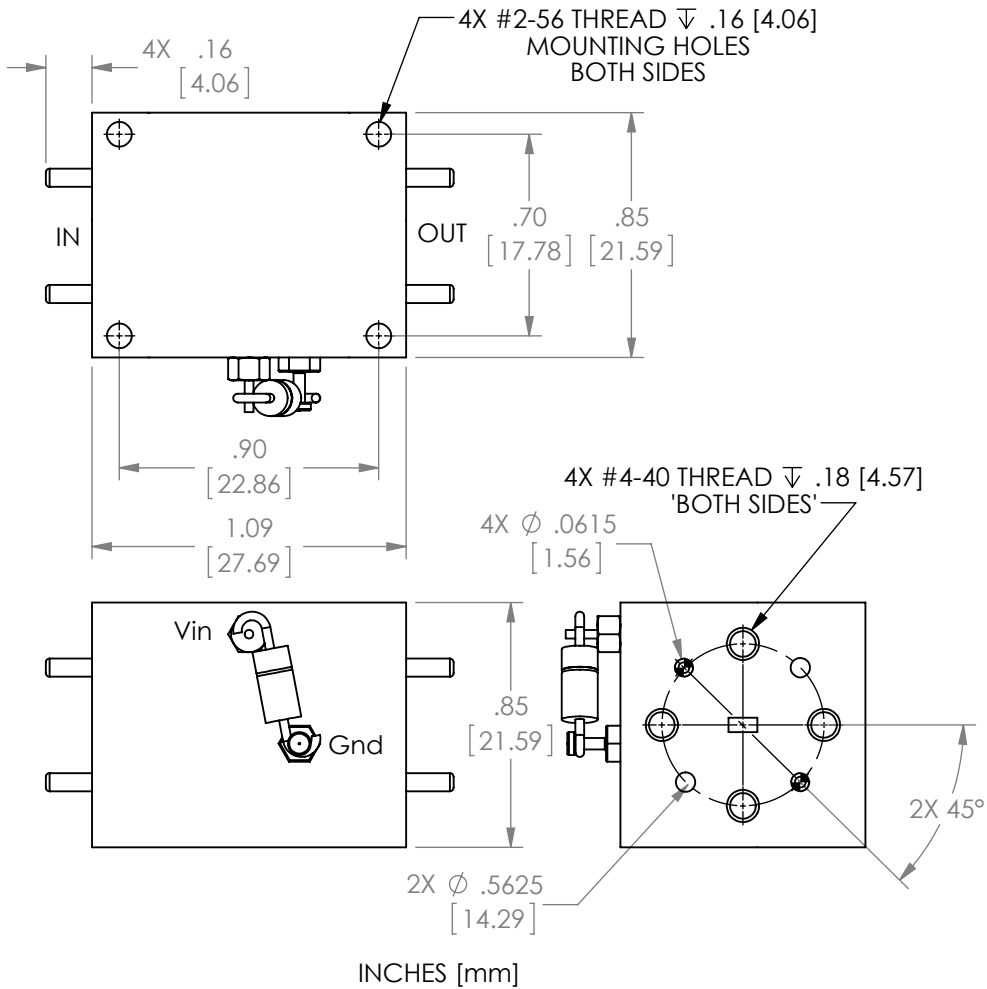 4X #2-56 THREAD ↧ .16 [4.06]
MOUNTING HOLES
BOTH SIDES
4X .16
[4.06]
IN
OUT
.70
[17.78]
.85
[21.59]
.90
[22.86]
1.09
[27.69]
4X #4-40 THREAD ↧ .18 [4.57]
'BOTH SIDES'
4X ∅ .0615
[1.56]
Vin
Gnd
.85
[21.59]
2X 45°
2X ∅ .5625
[14.29]
INCHES [mm]